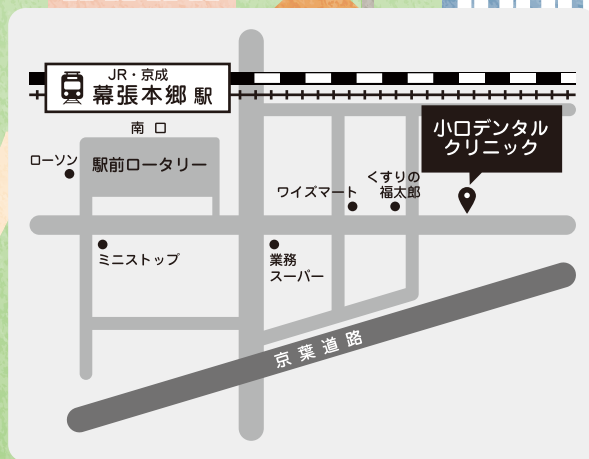 JR・京成
幕張本郷 駅
南 口
ローソン
駅前ロータリー
小口デンタル
クリニック
ワイズマート
くすりの
福太郎
ミニストップ
業務
スーパー
京葉道路